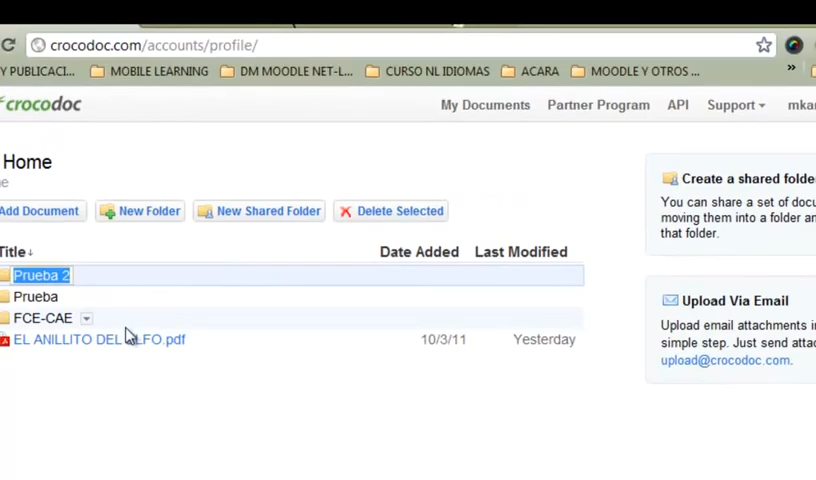 crocodoc.com/accounts/profile/
Y PUBLICACI... MOBILE LEARNING DM MOODLE NET-L... CURSO NL IDIOMAS ACARA MOODLE Y OTROS ... »
crocodoc My Documents Partner Program API Support mkar
Home
Add Document New Folder New Shared Folder Delete Selected
Title↓ Date Added Last Modified
Prueba 2
Prueba
FCE-CAE
EL ANILLITO DEL ELFO.pdf 10/3/11 Yesterday
Create a shared folder
You can share a set of docu
moving them into a folder an
that folder.
Upload Via Email
Upload email attachments in
simple step. Just send attac
upload@crocodoc.com.